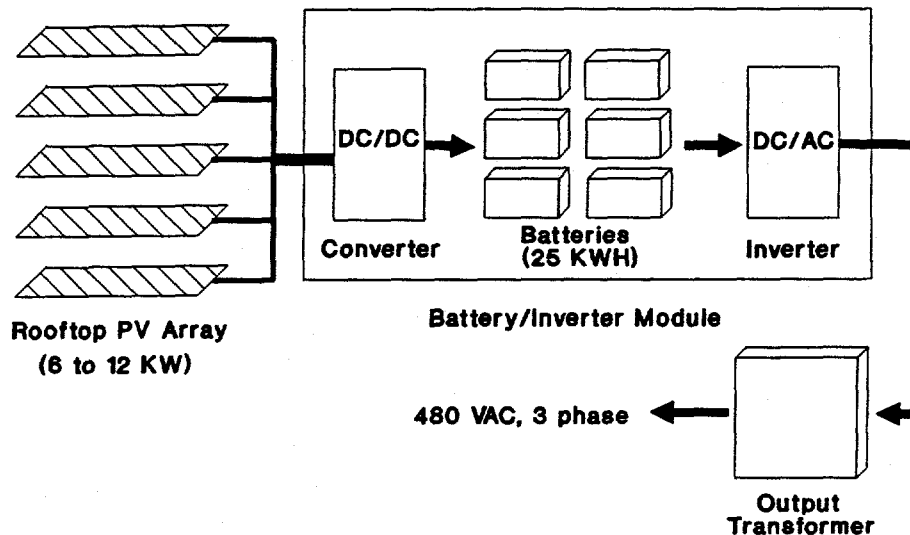 DC/DC
DC/AC
Converter
Batteries
(25 KWH)
Inverter
Rooftop PV Array
(6 to 12 KW)
Battery/Inverter Module
480 VAC, 3 phase
Output
Transformer